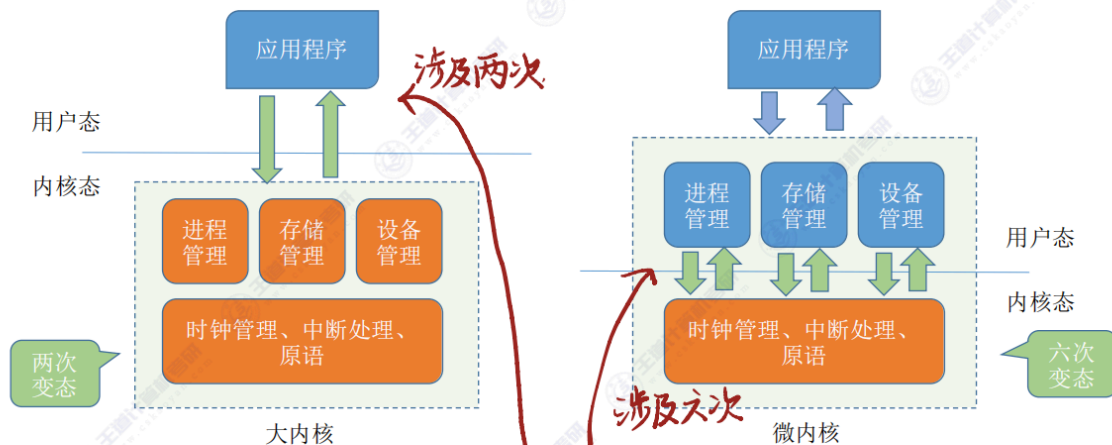 应用程序
涉及两次
用户态
内核态
进程
管理
存储
管理
设备
管理
时钟管理、中断处理、
原语
两次
变态
大内核
应用程序
进程
管理
存储
管理
设备
管理
用户态
内核态
时钟管理、中断处理、
原语
六次
变态
涉及六次
微内核